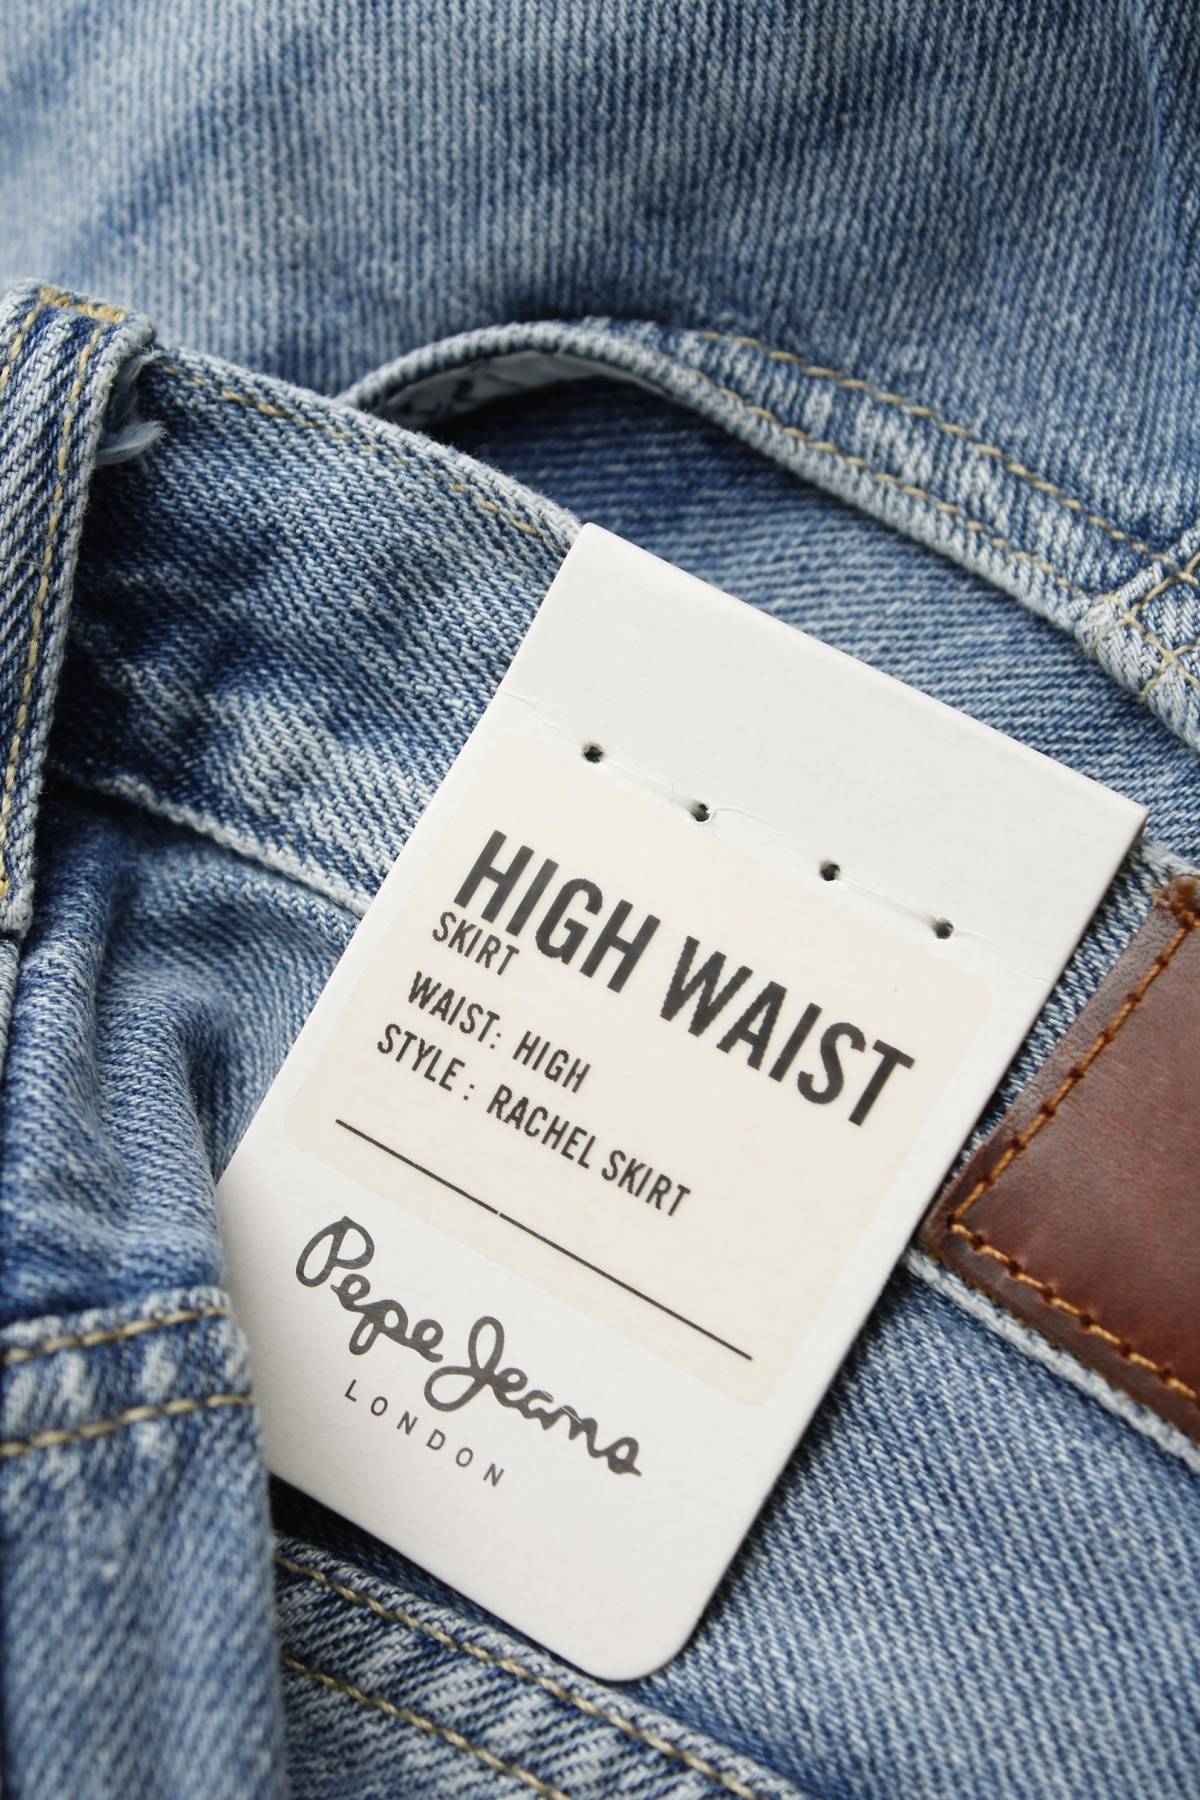 HIGH WAIST
SKIRT
WAIST: HIGH
STYLE : RACHEL SKIRT
Pepe Jeans
LONDON